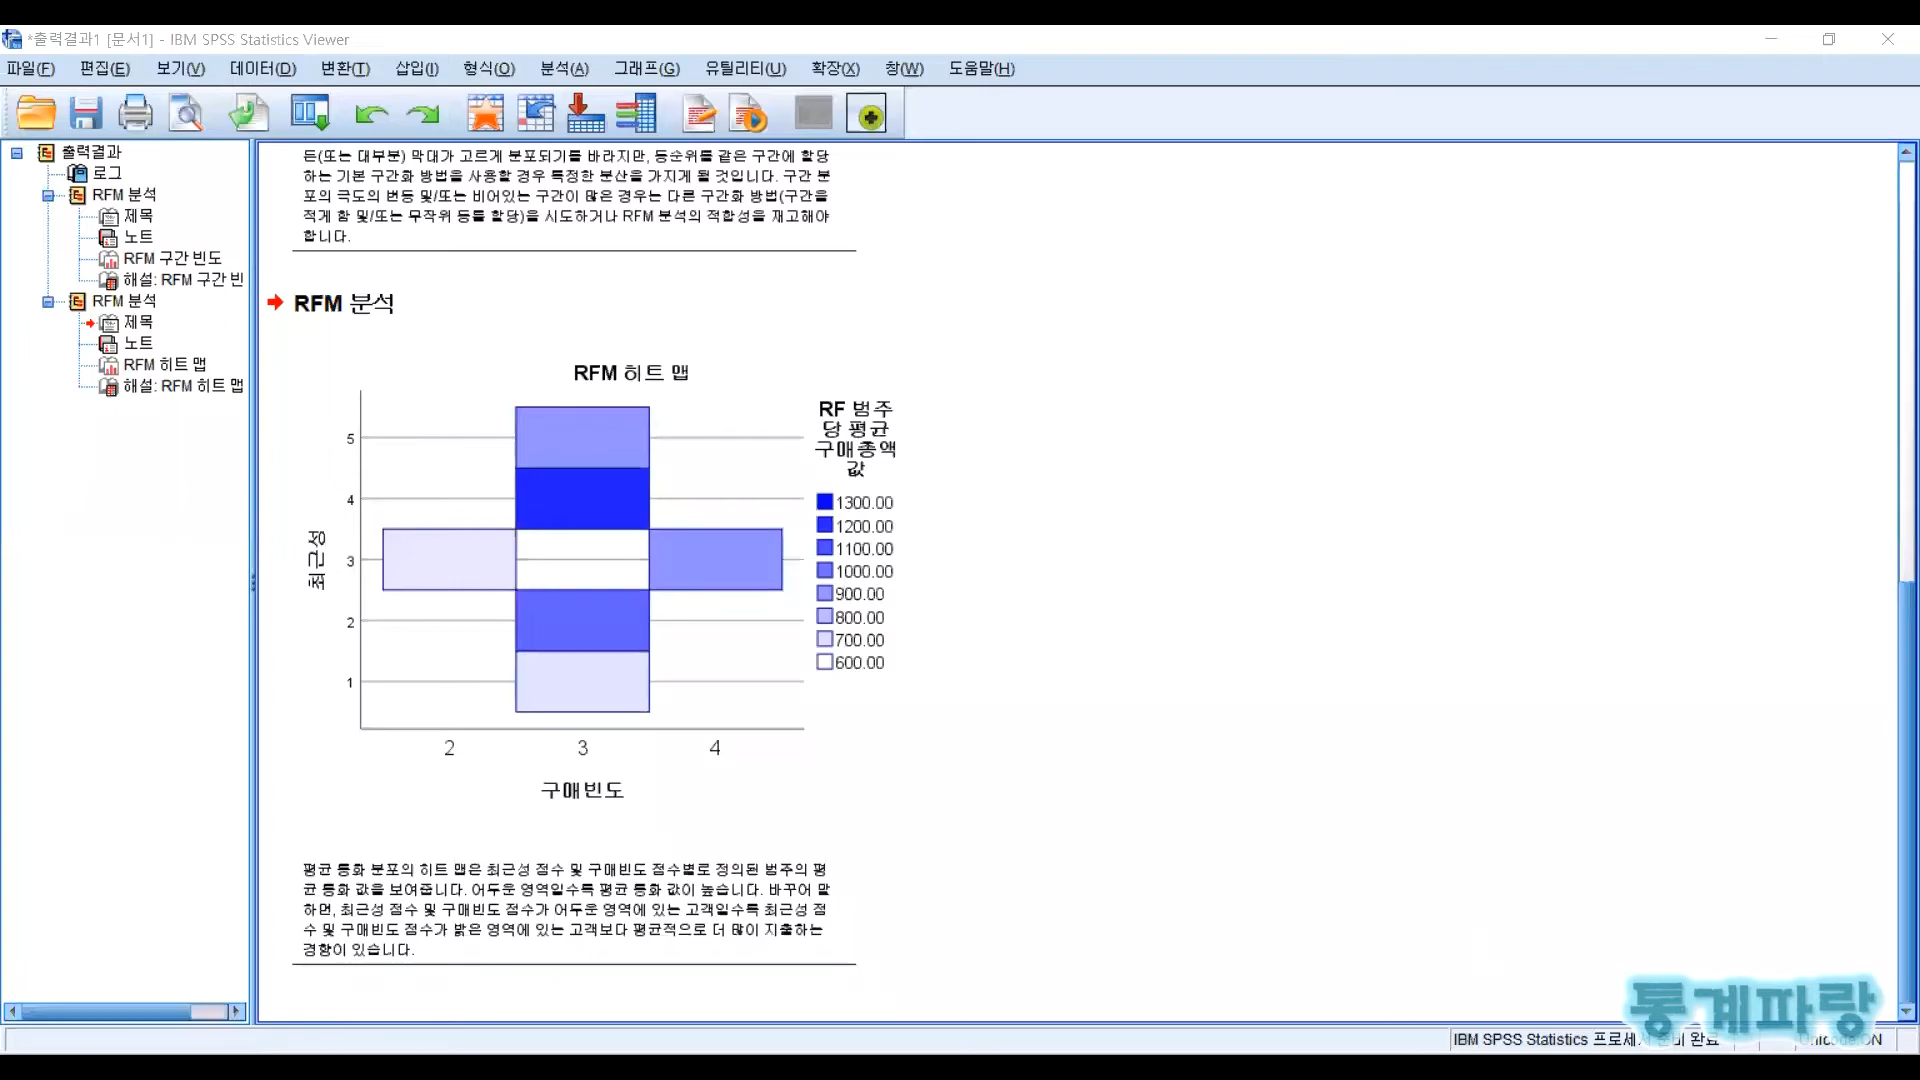 *출력결과1 [문서1] - IBM SPSS Statistics Viewer
파일(F) 편집(E) 보기(V) 데이터(D) 변환(T) 삽입(I) 형식(O) 분석(A) 그래프(G) 유틸리티(U) 확장(X) 창(W) 도움말(H)
출력결과
로그
RFM 분석
제목
노트
RFM 구간 빈도
해설: RFM 구간 빈
RFM 분석
제목
노트
RFM 히트 맵
해설: RFM 히트 맵
든(또는 대부분) 막대가 고르게 분포되기를 바라지만, 동순위를 같은 구간에 할당
하는 기본 구간화 방법을 사용할 경우 특정한 분산을 가지게 될 것입니다. 구간 분
포의 극도의 변동 및/또는 비어있는 구간이 많은 경우는 다른 구간화 방법(구간을
적게 함 및/또는 무작위 등를 할당)을 시도하거나 RFM 분석의 적합성을 재고해야
합니다.
RFM 분석
RFM 히트 맵
최근성
5
4
3
2
1
2 3 4
구매빈도
RF 범주
당 평균
구매총액
값
1300.00
1200.00
1100.00
1000.00
900.00
800.00
700.00
600.00
평균 통화 분포의 히트 맵은 최근성 점수 및 구매빈도 점수별로 정의된 범주의 평
균 통화 값을 보여줍니다. 어두운 영역일수록 평균 통화 값이 높습니다. 바꾸어 말
하면, 최근성 점수 및 구매빈도 점수가 어두운 영역에 있는 고객일수록 최근성 점
수 및 구매빈도 점수가 밝은 영역에 있는 고객보다 평균적으로 더 많이 지출하는
경향이 있습니다.
통계파랑
IBM SPSS Statistics 프로세서 준비 완료 Unicode:ON